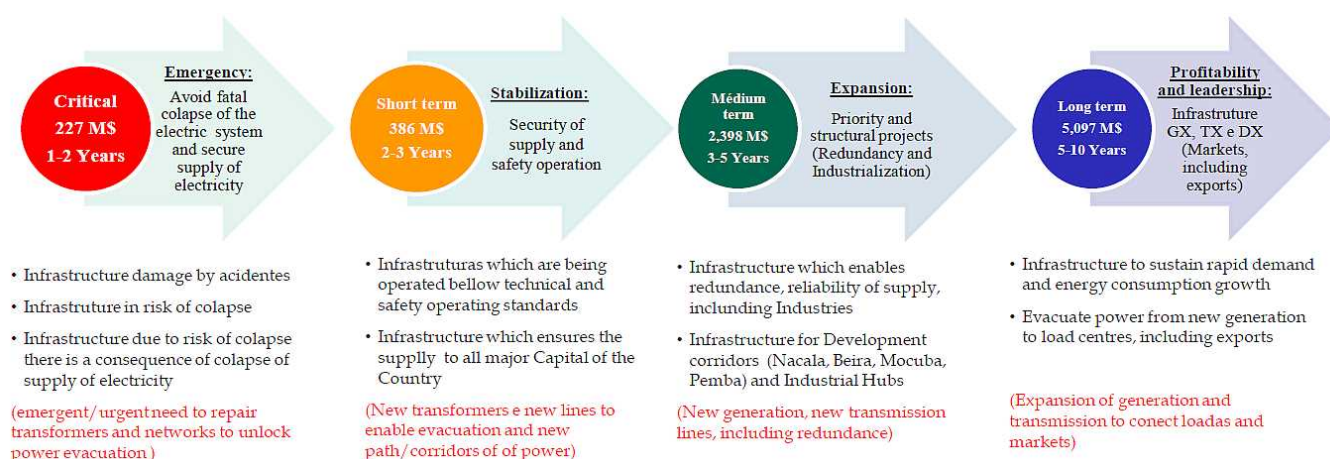 Critical
227 M$
1-2 Years
Emergency:
Avoid fatal
colapse of the
electric system
and secure
supply of
electricity
Short term
386 M$
2-3 Years
Stabilization:
Security of
supply and
safety operation
Médium
term
2,398 M$
3-5 Years
Expansion:
Priority and
structural projects
(Redundancy and
Industrialization)
Long term
5,097 M$
5-10 Years
Profitability
and leadership:
Infrastruture
GX, TX e DX
(Markets,
including
exports)
• Infrastructure damage by acidentes
• Infrastruture in risk of colapse
• Infrastructure due to risk of colapse
there is a consequence of colapse of
supply of electricity
(emergent/urgent need to repair
transformers and networks to unlock
power evacuation )
• Infrastruturas which are being
operated bellow technical and
safety operating standards
• Infrastructure which ensures the
supplly to all major Capital of the
Country
(New transformers e new lines to
enable evacuation and new
path/corridors of of power)
• Infrastructure which enables
redundance, reliability of supply,
inclunding Industries
• Infrastructure for Development
corridors (Nacala, Beira, Mocuba,
Pemba) and Industrial Hubs
(New generation, new transmission
lines, including redundance)
• Infrastructure to sustain rapid demand
and energy consumption growth
• Evacuate power from new generation
to load centres, including exports
(Expansion of generation and
transmission to conect loadas and
markets)